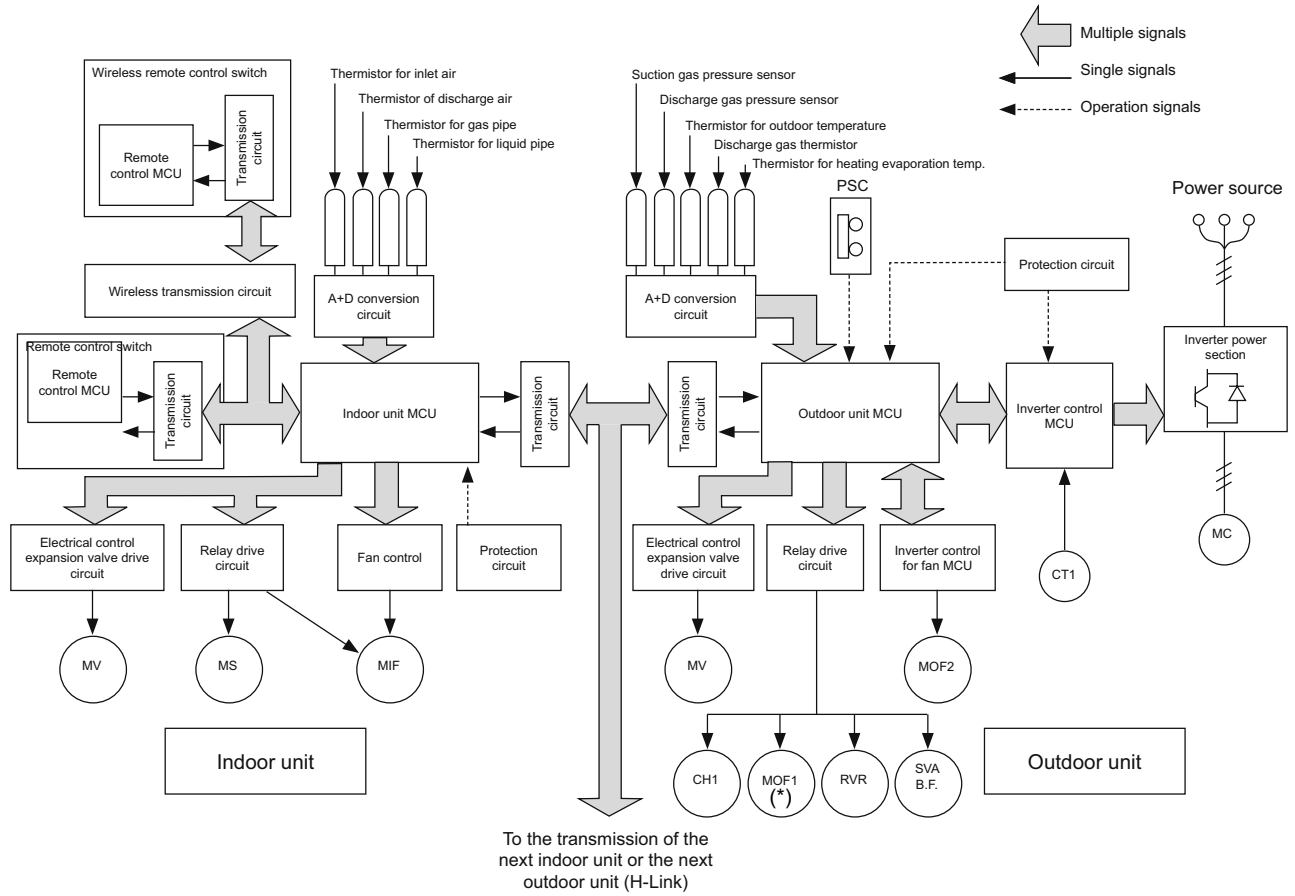 Multiple signals
Single signals
Operation signals
Wireless remote control switch
Remote
control MCU
Transmission
circuit
Thermistor for inlet air
Thermistor of discharge air
Thermistor for gas pipe
Thermistor for liquid pipe
Suction gas pressure sensor
Discharge gas pressure sensor
Thermistor for outdoor temperature
Discharge gas thermistor
Thermistor for heating evaporation temp.
PSC
Power source
Wireless transmission circuit
A+D conversion
circuit
A+D conversion
circuit
Protection circuit
Remote control switch
Remote
control MCU
Transmission
circuit
Indoor unit MCU
Transmission
circuit
Transmission
circuit
Outdoor unit MCU
Inverter control
MCU
Inverter power
section
Electrical control
expansion valve drive
circuit
Relay drive
circuit
Fan control
Protection
circuit
Electrical control
expansion valve
drive circuit
Relay drive
circuit
Inverter control
for fan MCU
CT1
MC
MV
MS
MIF
MV
MOF2
CH1
MOF1
(*)
RVR
SVA
B.F.
Indoor unit
Outdoor unit
To the transmission of the
next indoor unit or the next
outdoor unit (H-Link)